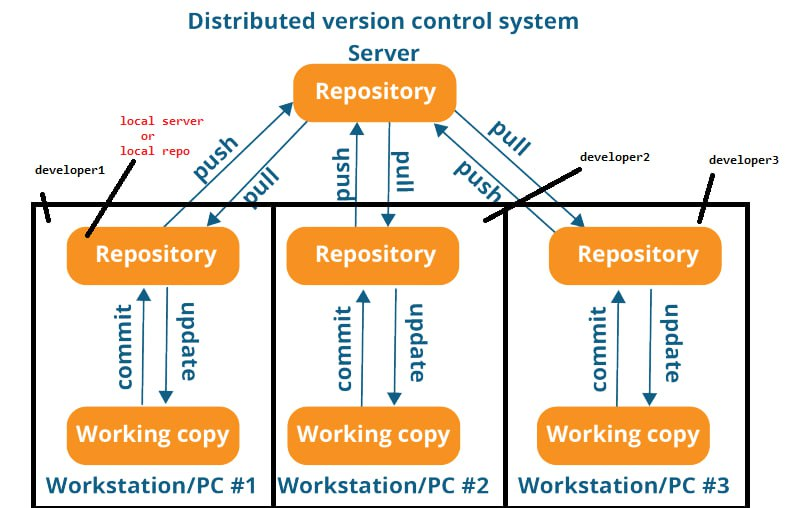 Distributed version control system
Server
Repository
local server
or
local repo
push
pull
push
pull
push
pull
developer1
developer2
developer3
Repository
Repository
Repository
commit
update
commit
update
commit
update
Working copy
Working copy
Working copy
Workstation/PC #1
Workstation/PC #2
Workstation/PC #3